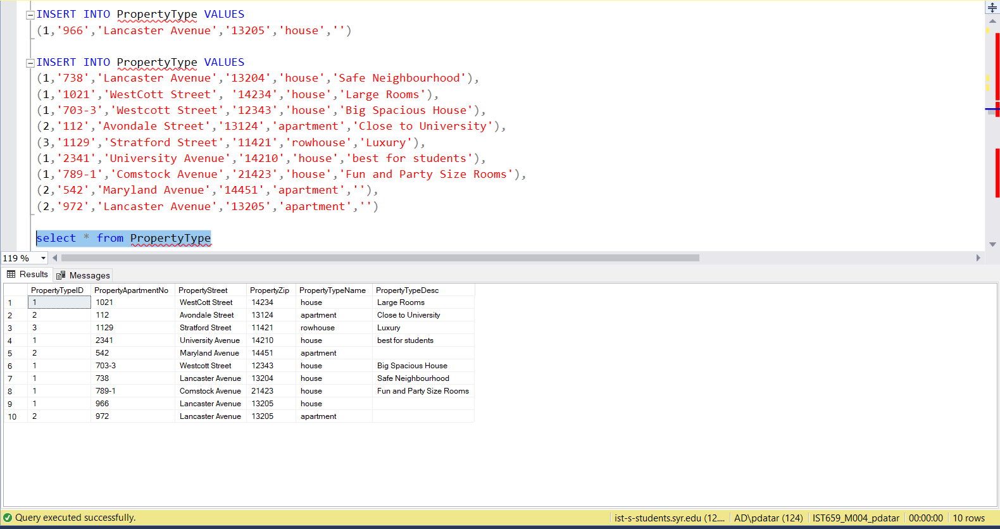 INSERT INTO PropertyType VALUES
(1,'966','Lancaster Avenue','13205','house','')
INSERT INTO PropertyType VALUES
(1,'738','Lancaster Avenue','13204','house','Safe Neighbourhood'),
(1,'1021','WestCott Street', '14234','house','Large Rooms'),
(1,'703-3','Westcott Street','12343','house','Big Spacious House'),
(2,'112','Avondale Street','13124','apartment','Close to University'),
(3,'1129','Stratford Street','11421','rowhouse','Luxury'),
(1,'2341','University Avenue','14210','house','best for students'),
(1,'789-1','Comstock Avenue','21423','house','Fun and Party Size Rooms'),
(2,'542','Maryland Avenue','14451','apartment',''),
(2,'972','Lancaster Avenue','13205','apartment','')
select * from PropertyType
119 %
Results Messages
PropertyTypeID PropertyApartmentNo PropertyStreet PropertyZip PropertyTypeName PropertyTypeDesc
1 1 1021 WestCott Street 14234 house Large Rooms
2 2 112 Avondale Street 13124 apartment Close to University
3 3 1129 Stratford Street 11421 rowhouse Luxury
4 1 2341 University Avenue 14210 house best for students
5 2 542 Maryland Avenue 14451 apartment
6 1 703-3 Westcott Street 12343 house Big Spacious House
7 1 738 Lancaster Avenue 13204 house Safe Neighbourhood
8 1 789-1 Comstock Avenue 21423 house Fun and Party Size Rooms
9 1 966 Lancaster Avenue 13205 house
10 2 972 Lancaster Avenue 13205 apartment
Query executed successfully. ist-s-students.syr.edu (12.... AD\pdatar (124) IST659_M004_pdatar 00:00:00 10 rows